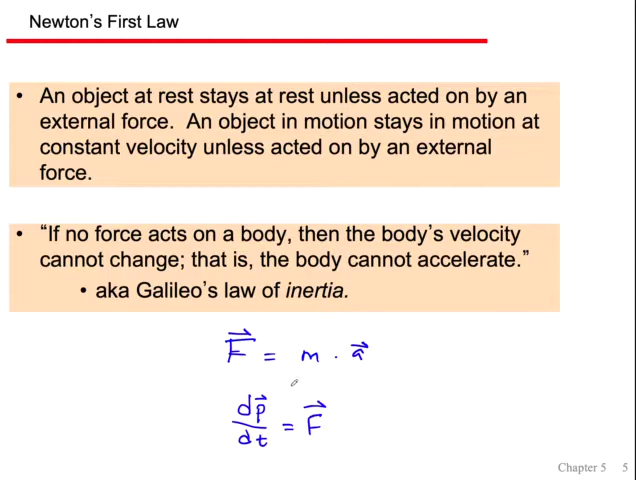 Newton's First Law
• An object at rest stays at rest unless acted on by an
external force. An object in motion stays in motion at
constant velocity unless acted on by an external
force.
• "If no force acts on a body, then the body's velocity
cannot change; that is, the body cannot accelerate."
• aka Galileo's law of inertia.
F⃗ = m · a⃗
dp⃗/dt = F⃗
Chapter 5 5